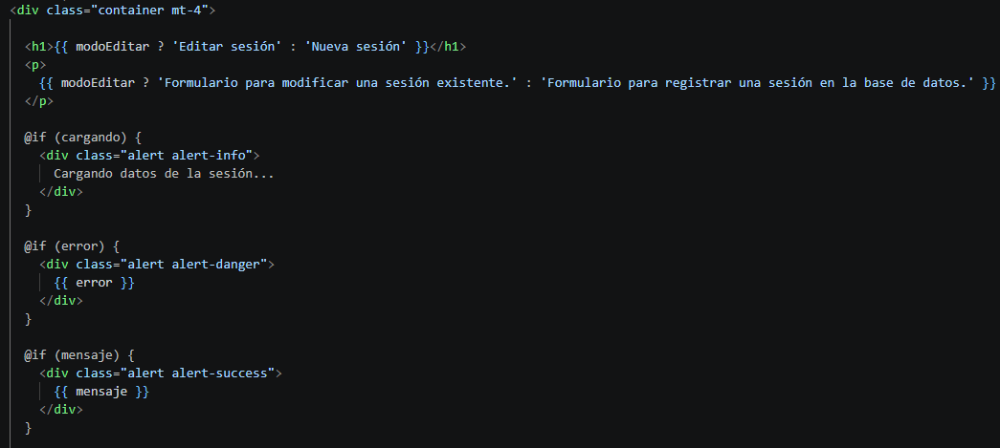 <div class="container mt-4">
<h1>{{ modoEditar ? 'Editar sesión' : 'Nueva sesión' }}</h1>
<p>
{{ modoEditar ? 'Formulario para modificar una sesión existente.' : 'Formulario para registrar una sesión en la base de datos.' }}
</p>
@if (cargando) {
<div class="alert alert-info">
Cargando datos de la sesión...
</div>
}
@if (error) {
<div class="alert alert-danger">
{{ error }}
</div>
}
@if (mensaje) {
<div class="alert alert-success">
{{ mensaje }}
</div>
}